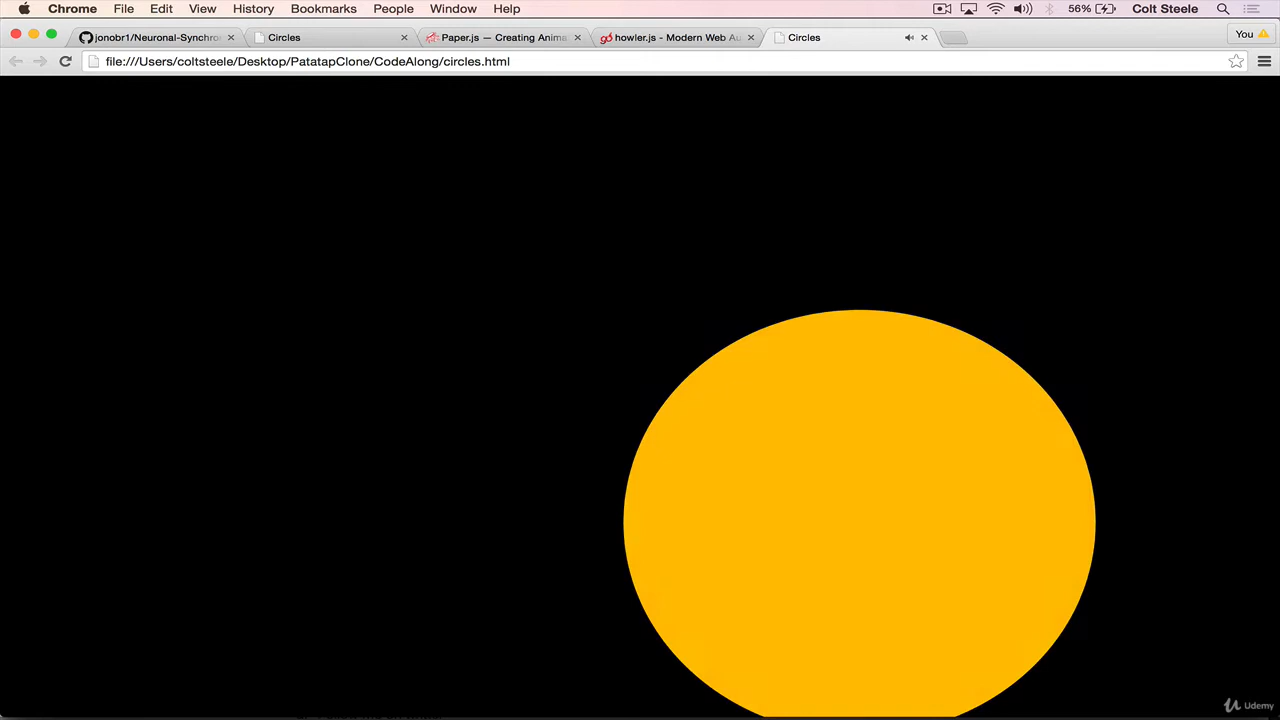 Chrome File Edit View History Bookmarks People Window Help 56% Colt Steele
jonobr1/Neuronal-Synchro Circles Paper.js — Creating Anima howler.js - Modern Web Au Circles You
file:///Users/coltsteele/Desktop/PatatapClone/CodeAlong/circles.html
Udemy